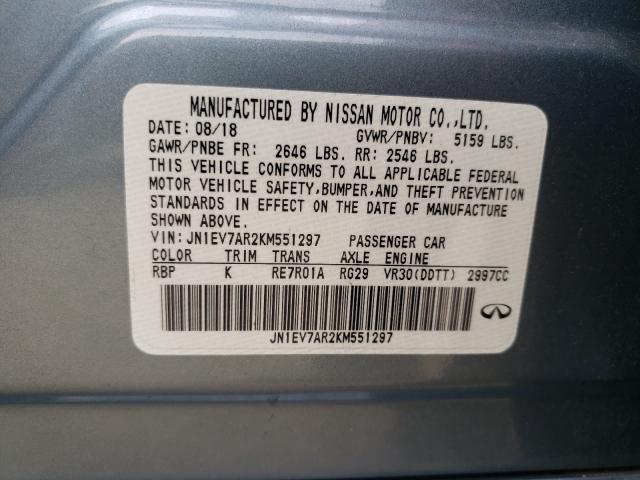 MANUFACTURED BY NISSAN MOTOR CO.,LTD.
DATE: 08/18 GVWR/PNBV: 5159 LBS.
GAWR/PNBE FR: 2646 LBS. RR: 2546 LBS.
THIS VEHICLE CONFORMS TO ALL APPLICABLE FEDERAL
MOTOR VEHICLE SAFETY,BUMPER,AND THEFT PREVENTION
STANDARDS IN EFFECT ON THE DATE OF MANUFACTURE
SHOWN ABOVE.
VIN:JN1EV7AR2KM551297 PASSENGER CAR
COLOR TRIM TRANS AXLE ENGINE
RBP K RE7R01A RG29 VR30(DDTT) 2997CC
JN1EV7AR2KM551297